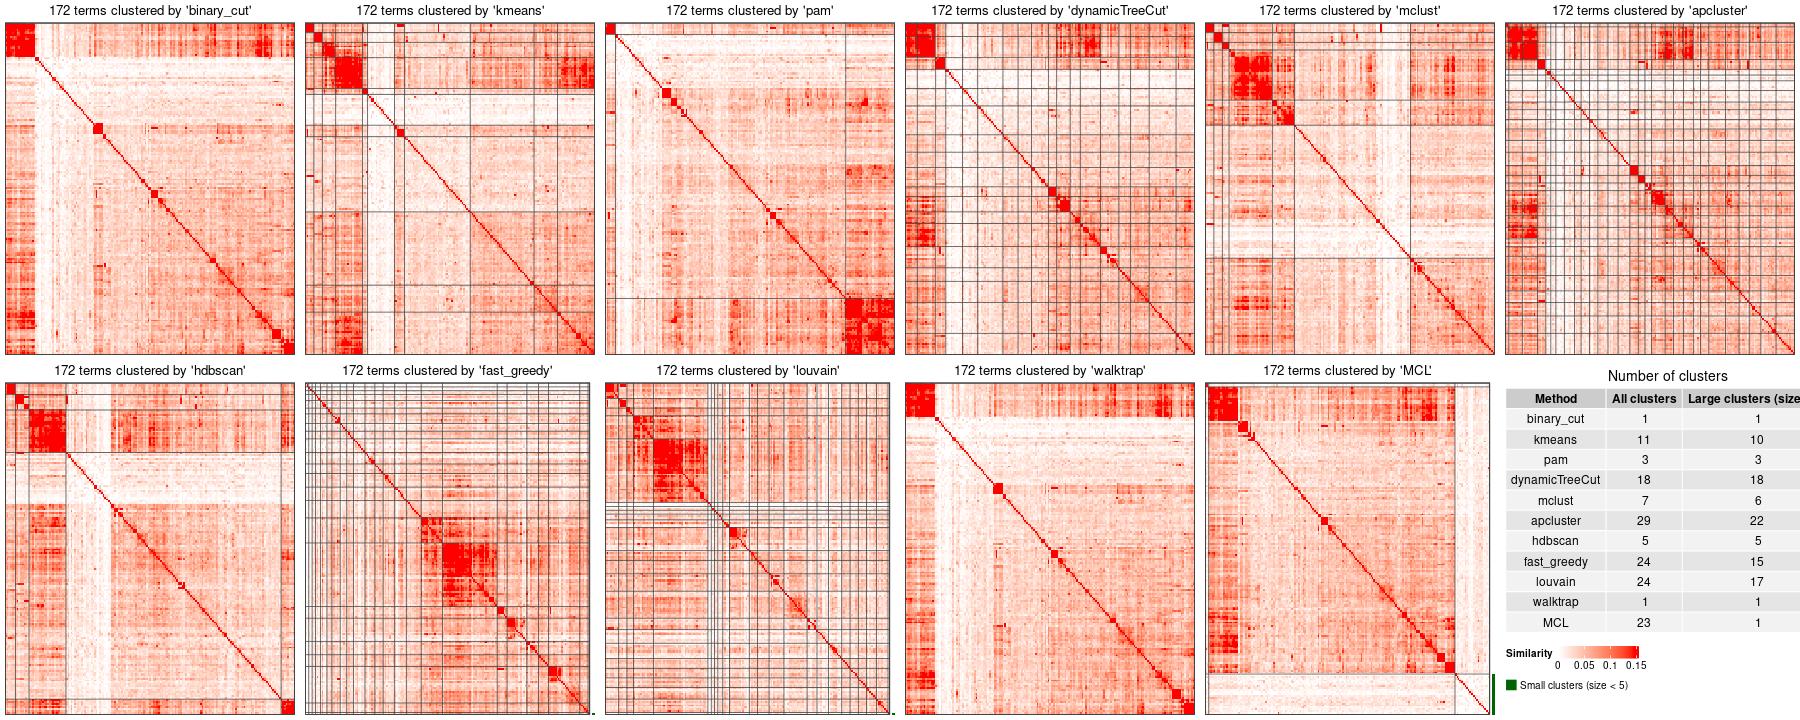 172 terms clustered by 'binary_cut'
172 terms clustered by 'kmeans'
172 terms clustered by 'pam'
172 terms clustered by 'dynamicTreeCut'
172 terms clustered by 'mclust'
172 terms clustered by 'apcluster'
172 terms clustered by 'hdbscan'
172 terms clustered by 'fast_greedy'
172 terms clustered by 'louvain'
172 terms clustered by 'walktrap'
172 terms clustered by 'MCL'
Number of clusters
Method All clusters Large clusters (size
binary_cut 1 1
kmeans 11 10
pam 3 3
dynamicTreeCut 18 18
mclust 7 6
apcluster 29 22
hdbscan 5 5
fast_greedy 24 15
louvain 24 17
walktrap 1 1
MCL 23 1
Similarity
0 0.05 0.1 0.15
Small clusters (size < 5)